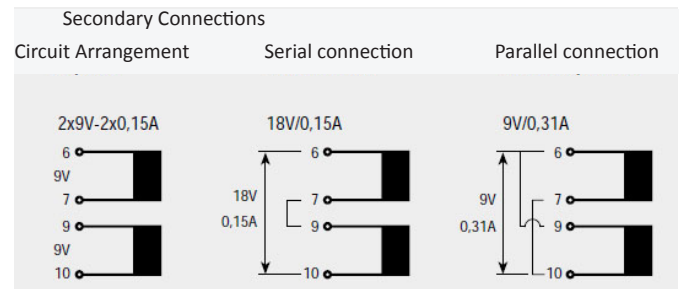 Secondary Connections
Circuit Arrangement Serial connection Parallel connection
2x9V-2x0,15A 18V/0,15A 9V/0,31A
6 6 6
9V
7 18V 7 9V 7
9 0,15A 9 0,31A 9
9V
10 10 10